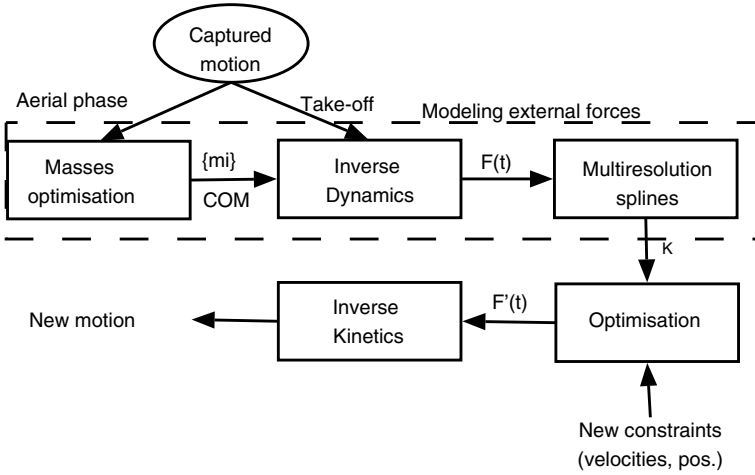 Captured
motion
Aerial phase
Take-off
Modeling external forces
Masses
optimisation
{mi}
COM
Inverse
Dynamics
F(t)
Multiresolution
splines
K
New motion
Inverse
Kinetics
F'(t)
Optimisation
New constraints
(velocities, pos.)